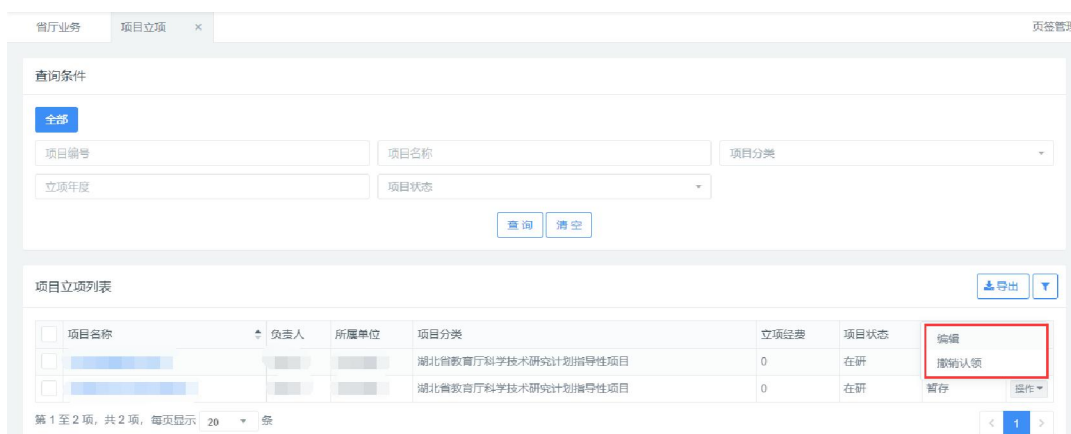 省厅业务 项目立项 × 页签管理
查询条件
全部
项目编号 项目名称 项目分类
立项年度 项目状态
查询 清空
项目立项列表 导出
项目名称 负责人 所属单位 项目分类 立项经费 项目状态 编辑
湖北省教育厅科学技术研究计划指导性项目 0 在研 撤销认领
湖北省教育厅科学技术研究计划指导性项目 0 在研 暂存 操作
第 1 至 2 项，共 2 项，每页显示 20 条 < 1 >